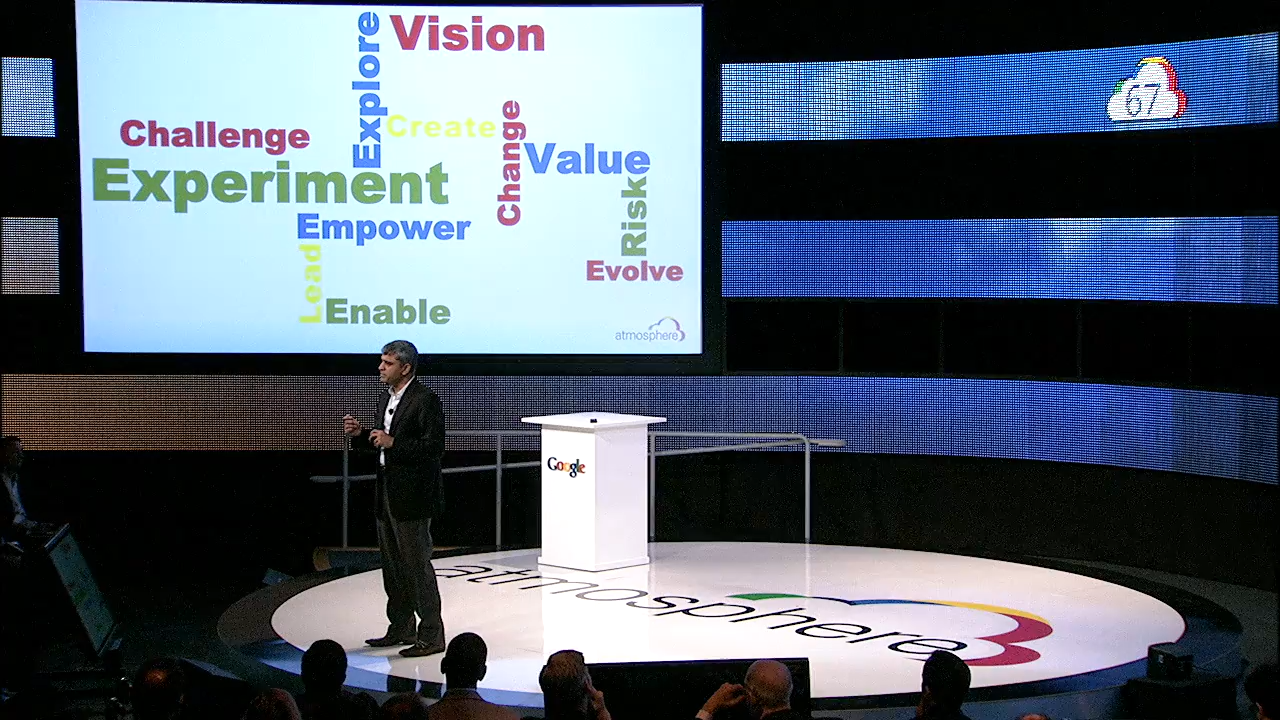 Vision
Explore
Create
Challenge
Change
Value
Experiment
Risk
Empower
Evolve
Lead
Enable
atmosphere
67
Google
atmosphere